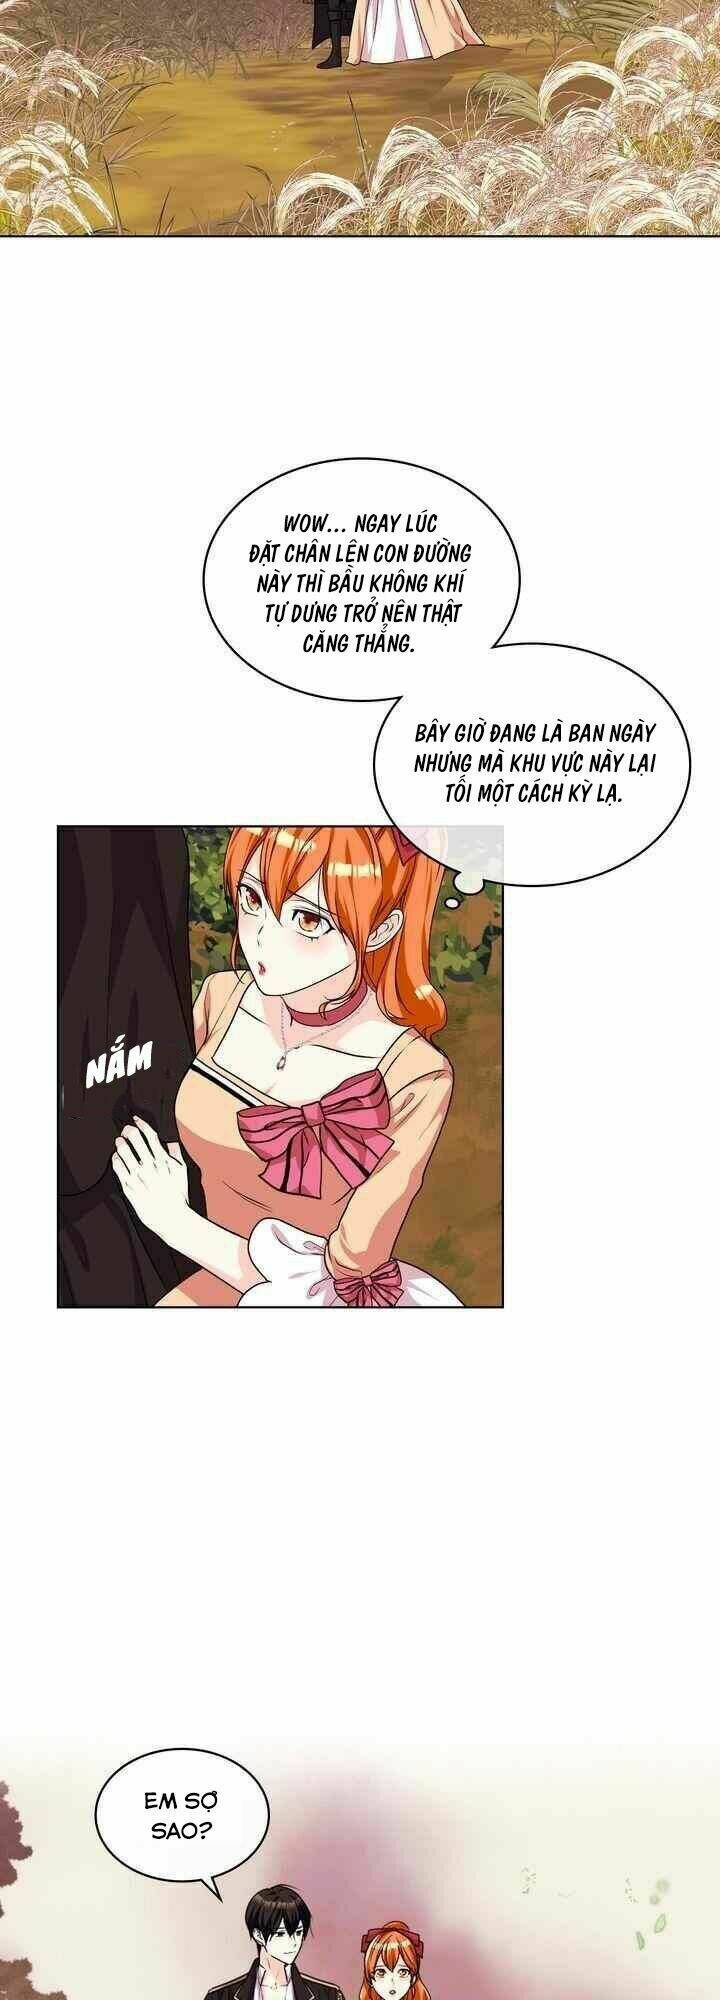 WOW... NGAY LÚC
ĐẶT CHÂN LÊN CON ĐƯỜNG
NÀY THÌ BẦU KHÔNG KHÍ
TỰ DƯNG TRỞ NÊN THẬT
CĂNG THẲNG.
BÂY GIỜ ĐANG LÀ BAN NGÀY
NHƯNG MÀ KHU VỰC NÀY LẠI
TỐI MỘT CÁCH KỲ LẠ.
NẮM
EM SỢ
SAO?